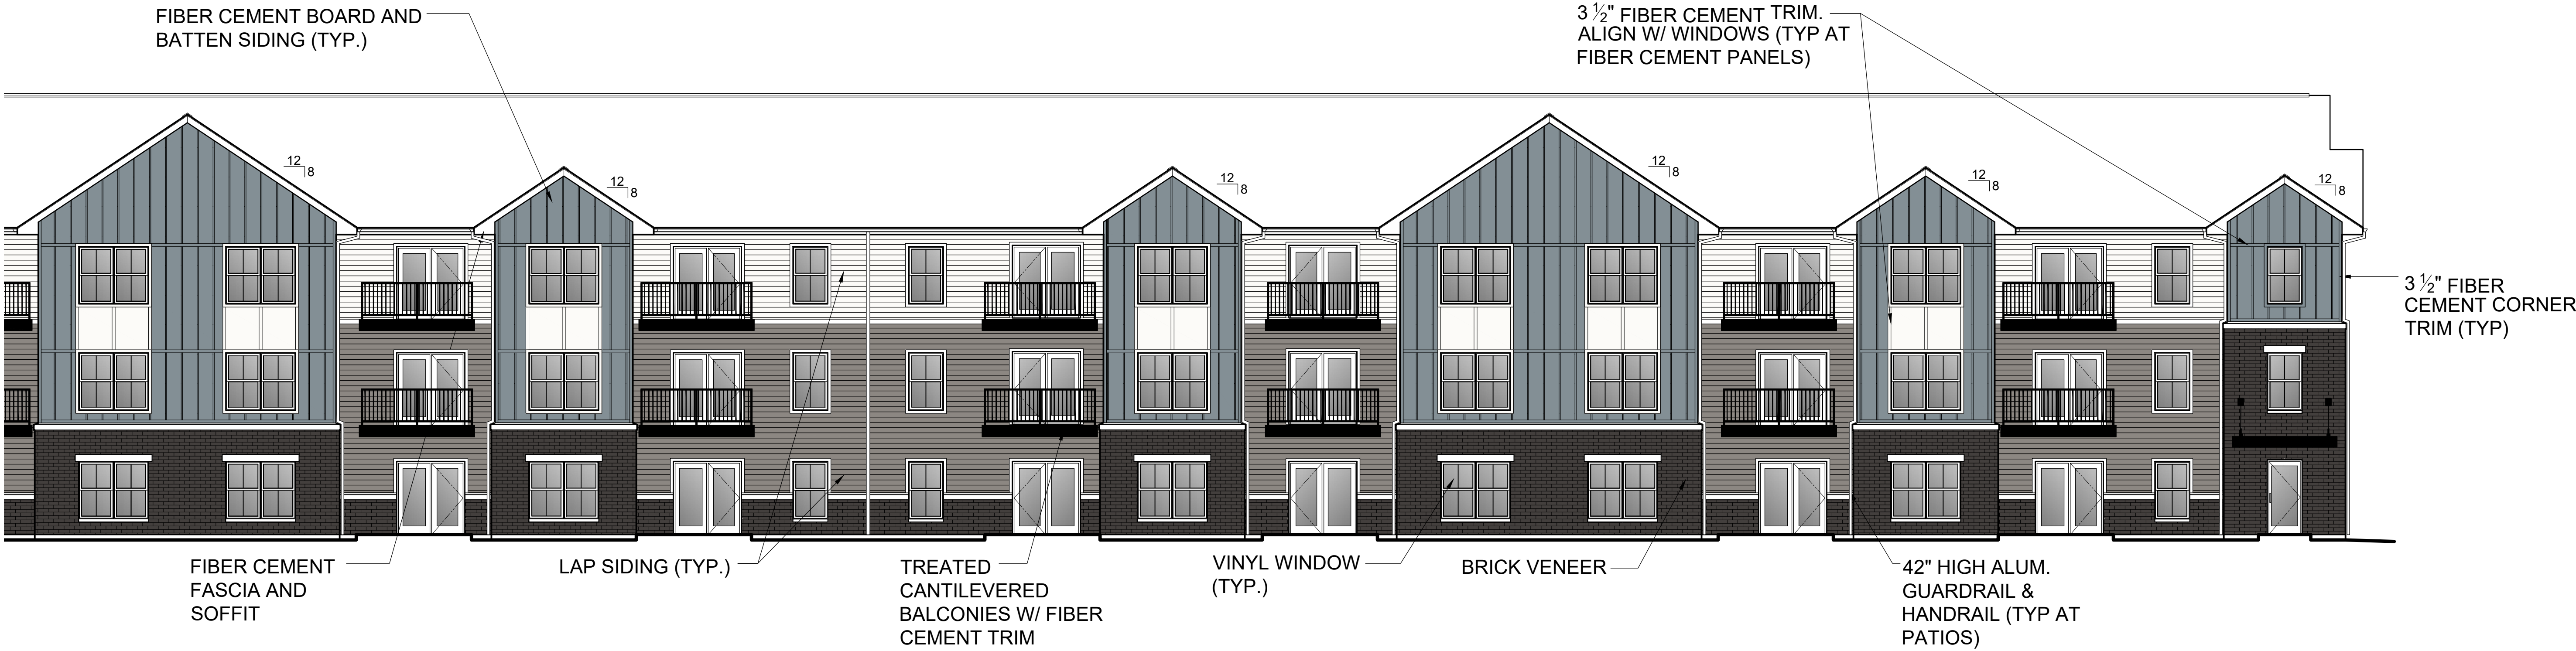 FIBER CEMENT BOARD AND
BATTEN SIDING (TYP.)
3 ½" FIBER CEMENT TRIM.
ALIGN W/ WINDOWS (TYP AT
FIBER CEMENT PANELS)
12
8
12
8
12
8
12
8
12
8
12
8
3 ½" FIBER
CEMENT CORNER
TRIM (TYP)
FIBER CEMENT
FASCIA AND
SOFFIT
LAP SIDING (TYP.)
TREATED
CANTILEVERED
BALCONIES W/ FIBER
CEMENT TRIM
VINYL WINDOW
(TYP.)
BRICK VENEER
42" HIGH ALUM.
GUARDRAIL &
HANDRAIL (TYP AT
PATIOS)